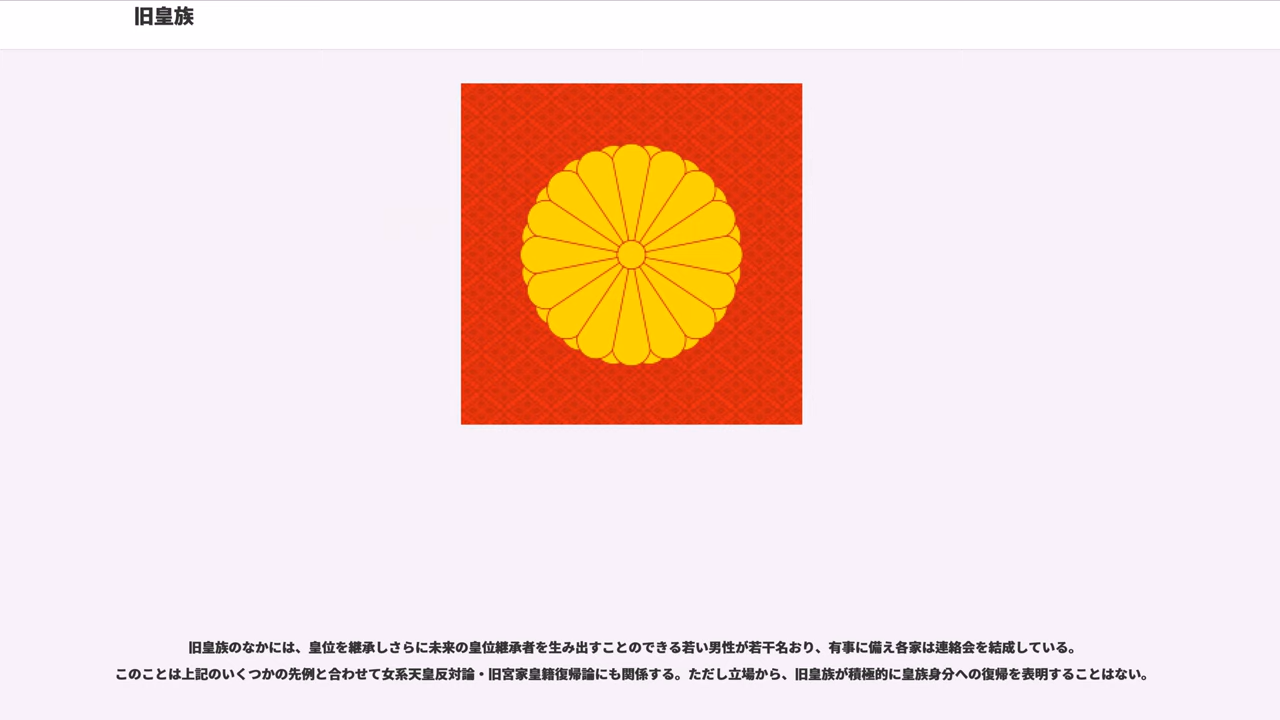 旧皇族
旧皇族のなかには、皇位を継承しさらに未来の皇位継承者を生み出すことのできる若い男性が若干名おり、有事に備え各家は連絡会を結成している。
このことは上記のいくつかの先例と合わせて女系天皇反対論・旧宮家皇籍復帰論にも関係する。ただし立場から、旧皇族が積極的に皇族身分への復帰を表明することはない。